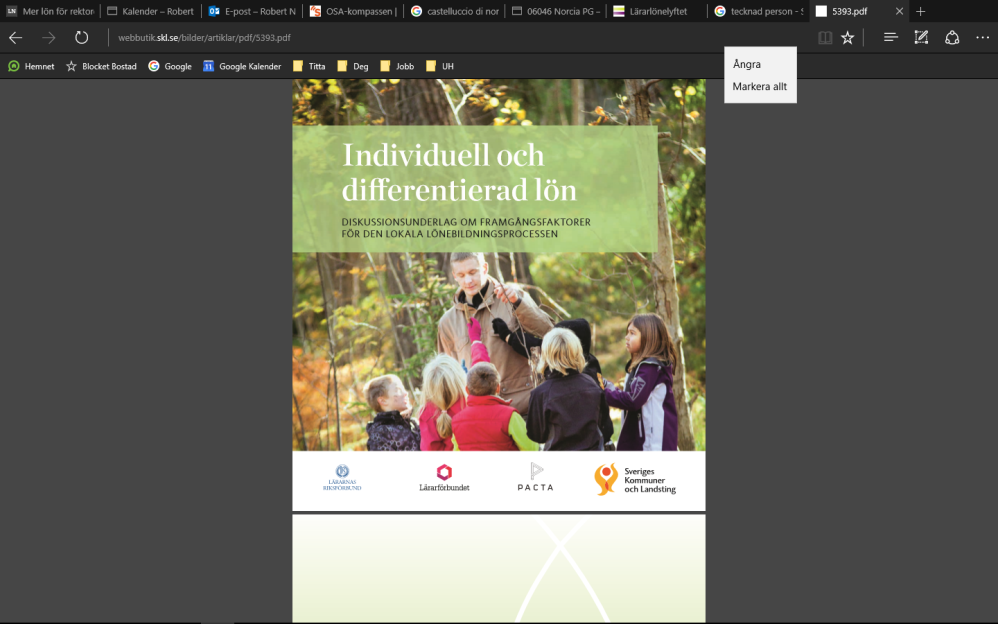 LN Mer lön för rektor
Kalender – Robert
E-post – Robert N
OSA-kompassen |
castelluccio di nor
06046 Norcia PG –
Lärarlönelyftet
tecknad person - S
5393.pdf
webbutik.skl.se/bilder/artiklar/pdf/5393.pdf
Hemnet
Blocket Bostad
Google
Google Kalender
Titta
Deg
Jobb
UH
Ångra
Markera allt
Individuell och
differentierad lön
DISKUSSIONSUNDERLAG OM FRAMGÅNGSFAKTORER
FÖR DEN LOKALA LÖNEBILDNINGSPROCESSEN
LÄRARNAS
RIKSFÖRBUND
Lärarförbundet
PACTA
Sveriges
Kommuner
och Landsting